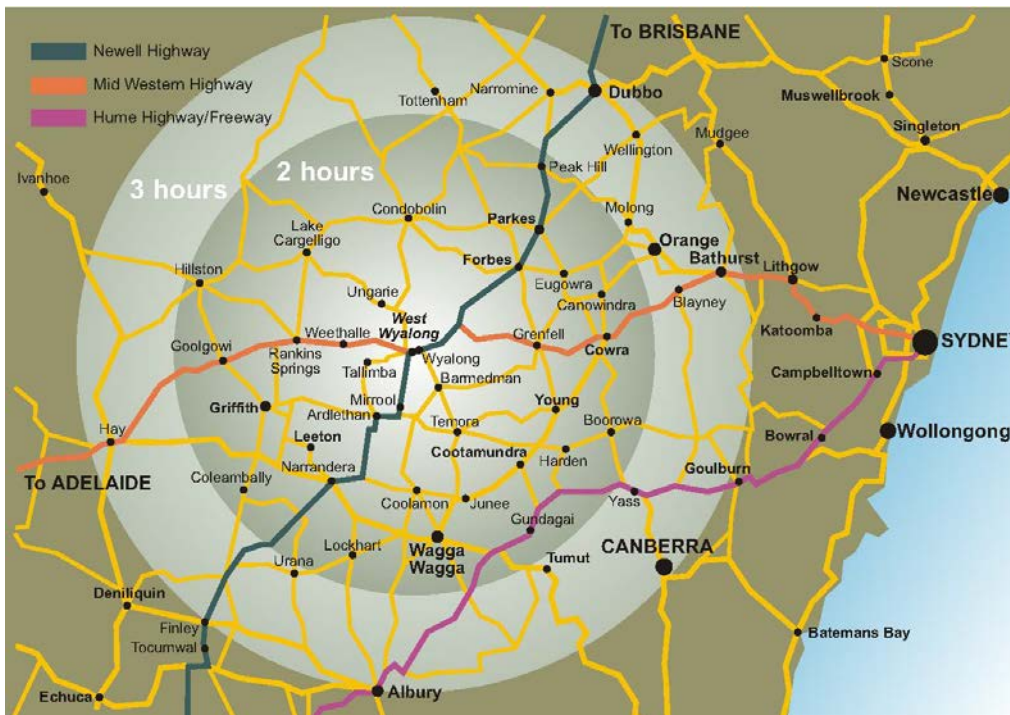 To BRISBANE
Newell Highway
Mid Western Highway
Hume Highway/Freeway
Scone
Narromine
Tottenham
Dubbo
Muswellbrook
Singleton
Mudgee
Wellington
Peak Hill
Ivanhoe
3 hours
2 hours
Newcastle
Condobolin
Molong
Parkes
Lake
Cargelligo
Orange
Bathurst
Forbes
Lithgow
Hillston
Eugowra
Ungarie
Canowindra
Blayney
West
Wyalong
Weethalle
Grenfell
Katoomba
SYDNEY
Goolgowi
Rankins
Springs
Wyalong
Cowra
Tallimba
Barmedman
Campbelltown
Griffith
Mirrool
Ardlethan
Young
Temora
Boorowa
Hay
Leeton
Bowral
Wollongong
Cootamundra
Harden
Narrandera
Goulburn
To ADELAIDE
Coleambally
Coolamon
Junee
Yass
Gundagai
Wagga
Wagga
Lockhart
CANBERRA
Urana
Tumut
Deniliquin
Finley
Tocumwal
Batemans Bay
Echuca
Albury